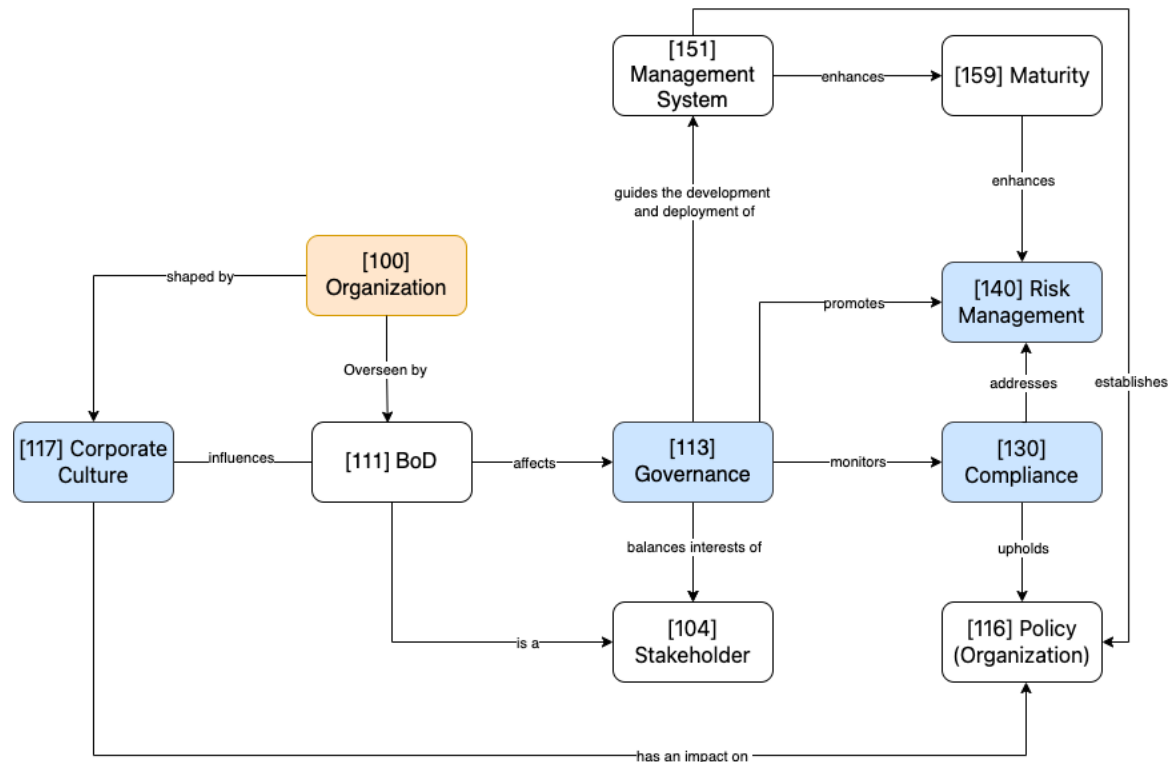 [151]
Management
System
enhances
[159] Maturity
guides the development
and deployment of
enhances
[100]
Organization
shaped by
promotes
[140] Risk
Management
Overseen by
addresses
establishes
[117] Corporate
Culture
influences
[111] BoD
affects
[113]
Governance
monitors
[130]
Compliance
balances interests of
upholds
is a
[104]
Stakeholder
[116] Policy
(Organization)
has an impact on